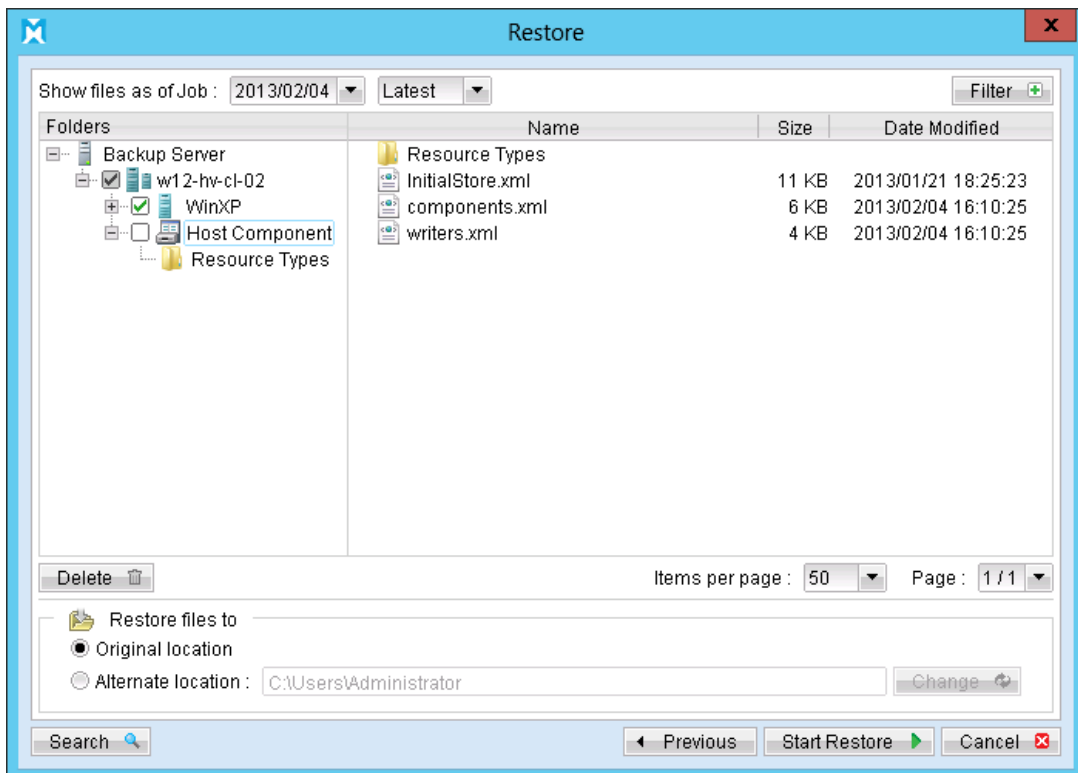 Restore
x
Show files as of Job : 2013/02/04 Latest Filter
Folders Name Size Date Modified
Backup Server Resource Types
w12-hv-cl-02 InitialStore.xml 11 KB 2013/01/21 18:25:23
WinXP components.xml 6 KB 2013/02/04 16:10:25
Host Component writers.xml 4 KB 2013/02/04 16:10:25
Resource Types
Delete Items per page : 50 Page : 1 / 1
Restore files to
Original location
Alternate location : C:\Users\Administrator Change
Search Previous Start Restore Cancel